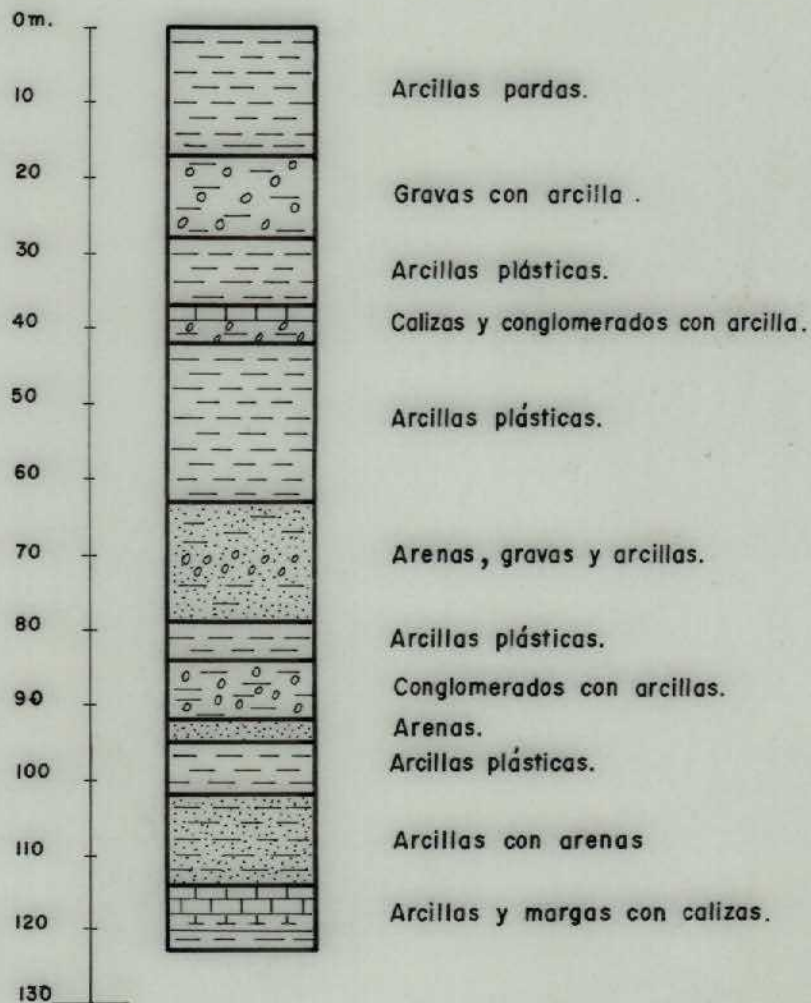 0 m.
10
Arcillas pardas.
20
Gravas con arcilla .
30
Arcillas plásticas.
40
Calizas y conglomerados con arcilla.
50
Arcillas plásticas.
60
70
Arenas, gravas y arcillas.
80
Arcillas plásticas.
90
Conglomerados con arcillas.
Arenas.
100
Arcillas plásticas.
110
Arcillas con arenas
120
Arcillas y margas con calizas.
130